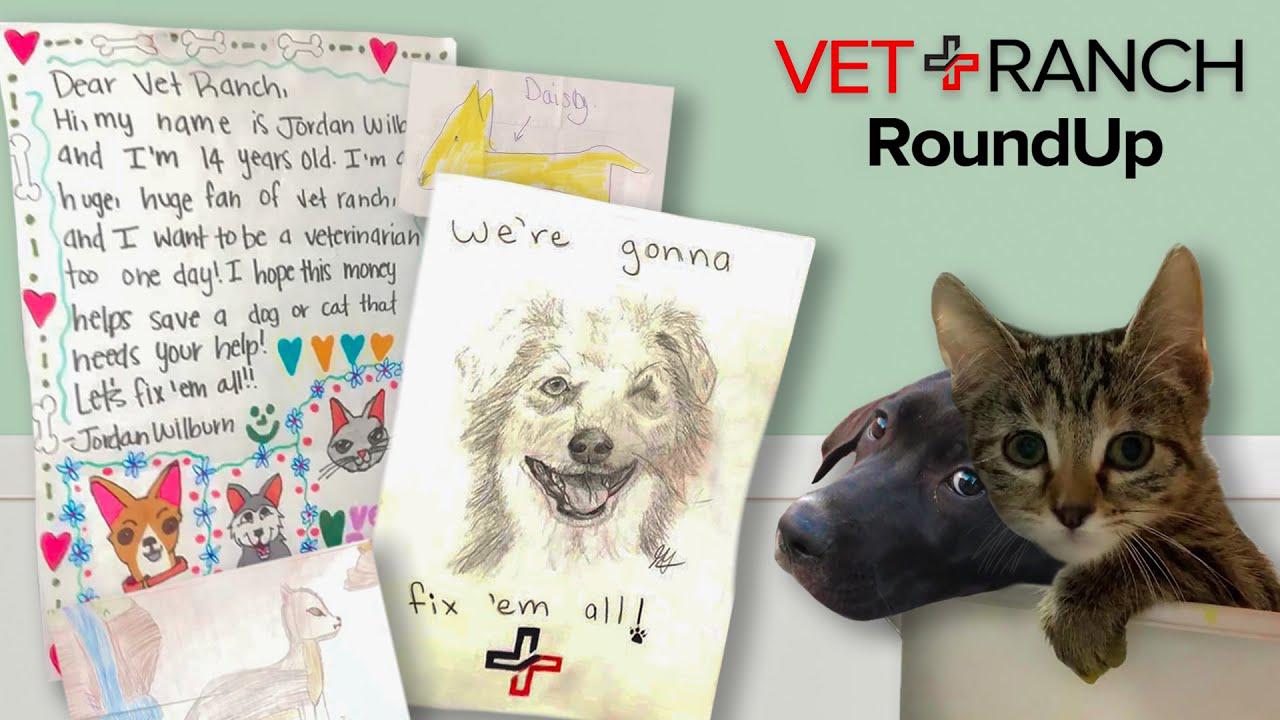 Dear Vet Ranch,
Hi, my name is Jordan Wilb
and I'm 14 years old. I'm
huge, huge fan of vet ranch,
and I want to be a veterinarian
too one day! I hope this money
helps save a dog or cat that
needs your help!
Let's fix 'em all!!
-Jordan Wilburn
Daisy.
we're gonna
fix 'em all!
VET RANCH
RoundUp